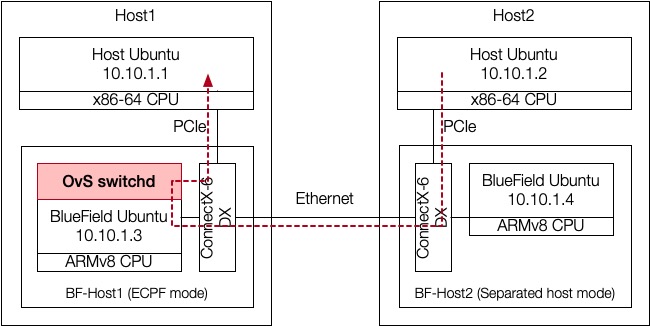 Host1
Host Ubuntu
10.10.1.1
x86-64 CPU
PCIe
OvS switchd
BlueField Ubuntu
10.10.1.3
ARMv8 CPU
ConnectX-6
DX
BF-Host1 (ECPF mode)
Ethernet
Host2
Host Ubuntu
10.10.1.2
x86-64 CPU
PCIe
ConnectX-6
DX
BlueField Ubuntu
10.10.1.4
ARMv8 CPU
BF-Host2 (Separated host mode)